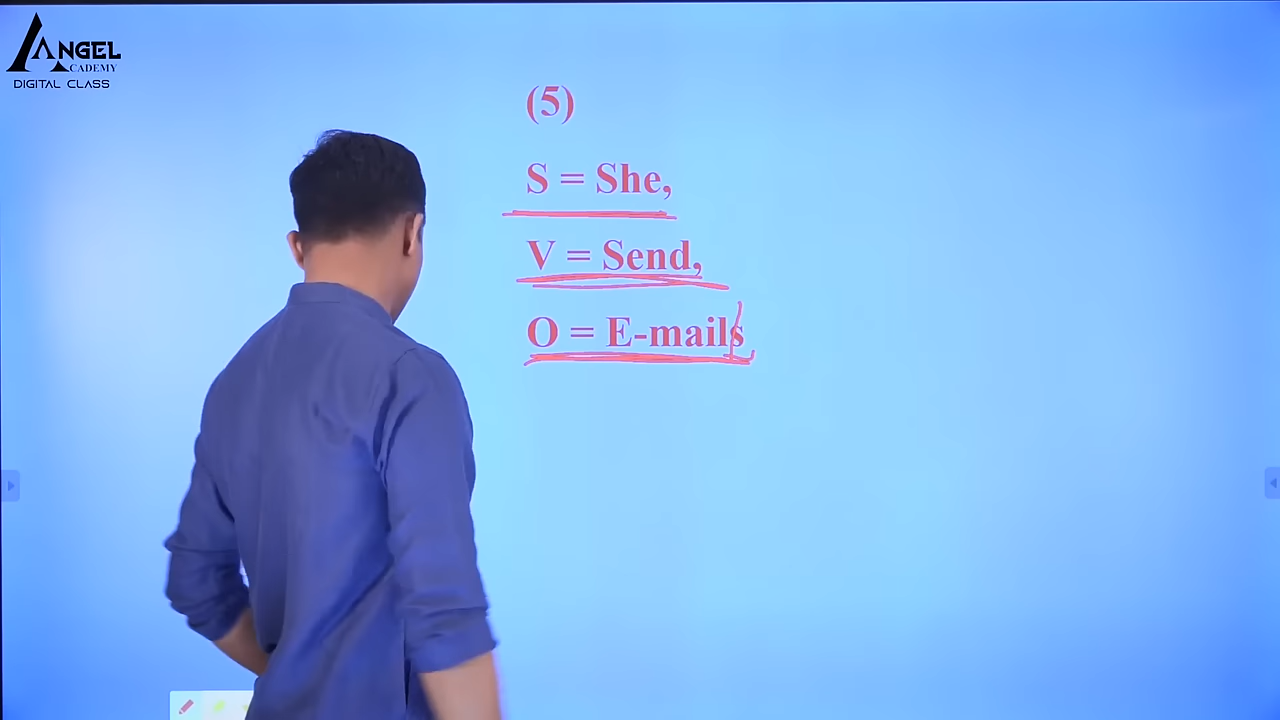 ANGEL
ACADEMY
DIGITAL CLASS
(5)
S = She,
V = Send,
O = E-mails